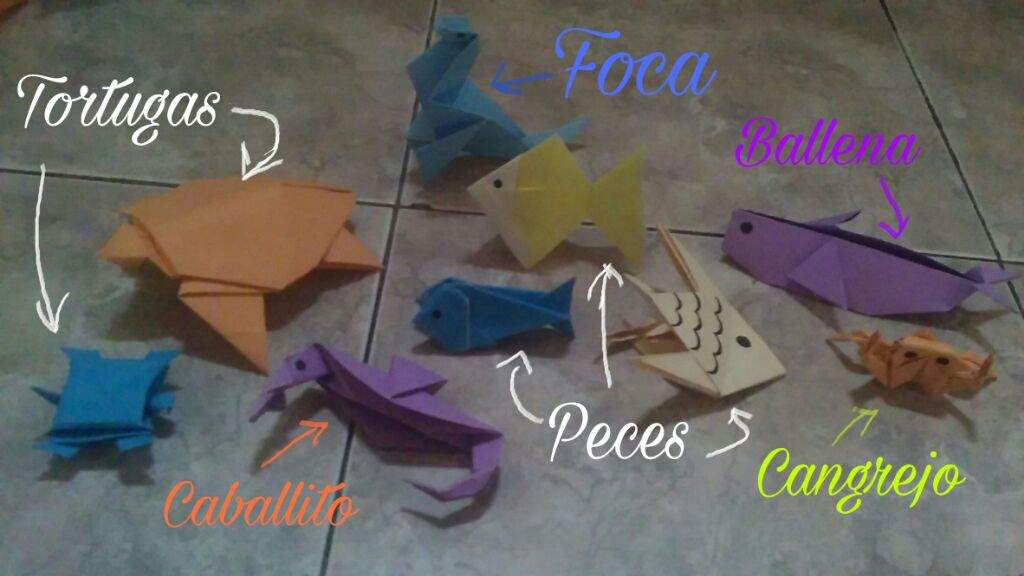 Foca
Tortugas
Ballena
Peces
Cangrejo
Caballito